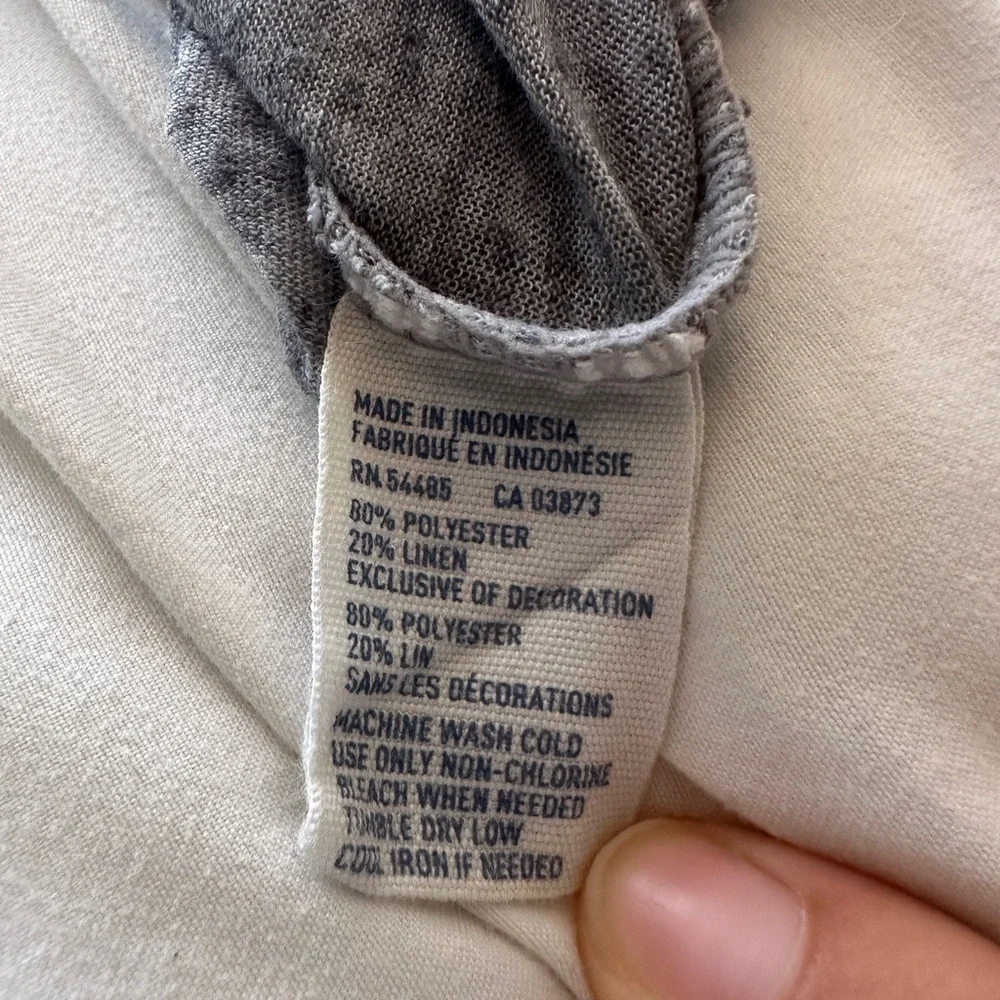 MADE IN INDONESIA
FABRIQUÉ EN INDONÉSIE
RN 54485 CA 03873
80% POLYESTER
20% LINEN
EXCLUSIVE OF DECORATION
80% POLYESTER
20% LIN
SANS LES DÉCORATIONS
MACHINE WASH COLD
USE ONLY NON-CHLORINE
BLEACH WHEN NEEDED
TUMBLE DRY LOW
COOL IRON IF NEEDED